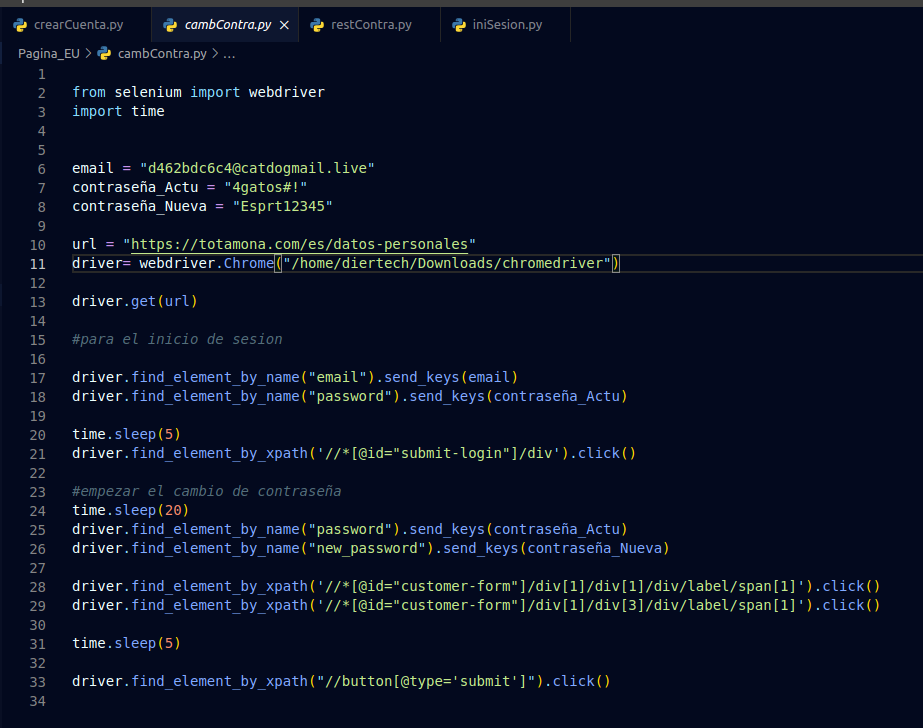 crearCuenta.py cambContra.py × restContra.py iniSesion.py
Pagina_EU > cambContra.py > ...
1
2 from selenium import webdriver
3 import time
4
5
6 email = "d462bdc6c4@catdogmail.live"
7 contraseña_Actu = "4gatos#!"
8 contraseña_Nueva = "Esprt12345"
9
10 url = "https://totamona.com/es/datos-personales"
11 driver= webdriver.Chrome("/home/diertech/Downloads/chromedriver")
12
13 driver.get(url)
14
15 #para el inicio de sesion
16
17 driver.find_element_by_name("email").send_keys(email)
18 driver.find_element_by_name("password").send_keys(contraseña_Actu)
19
20 time.sleep(5)
21 driver.find_element_by_xpath('//*[@id="submit-login"]/div').click()
22
23 #empezar el cambio de contraseña
24 time.sleep(20)
25 driver.find_element_by_name("password").send_keys(contraseña_Actu)
26 driver.find_element_by_name("new_password").send_keys(contraseña_Nueva)
27
28 driver.find_element_by_xpath('//*[@id="customer-form"]/div[1]/div[1]/div/label/span[1]').click()
29 driver.find_element_by_xpath('//*[@id="customer-form"]/div[1]/div[3]/div/label/span[1]').click()
30
31 time.sleep(5)
32
33 driver.find_element_by_xpath("//button[@type='submit']").click()
34